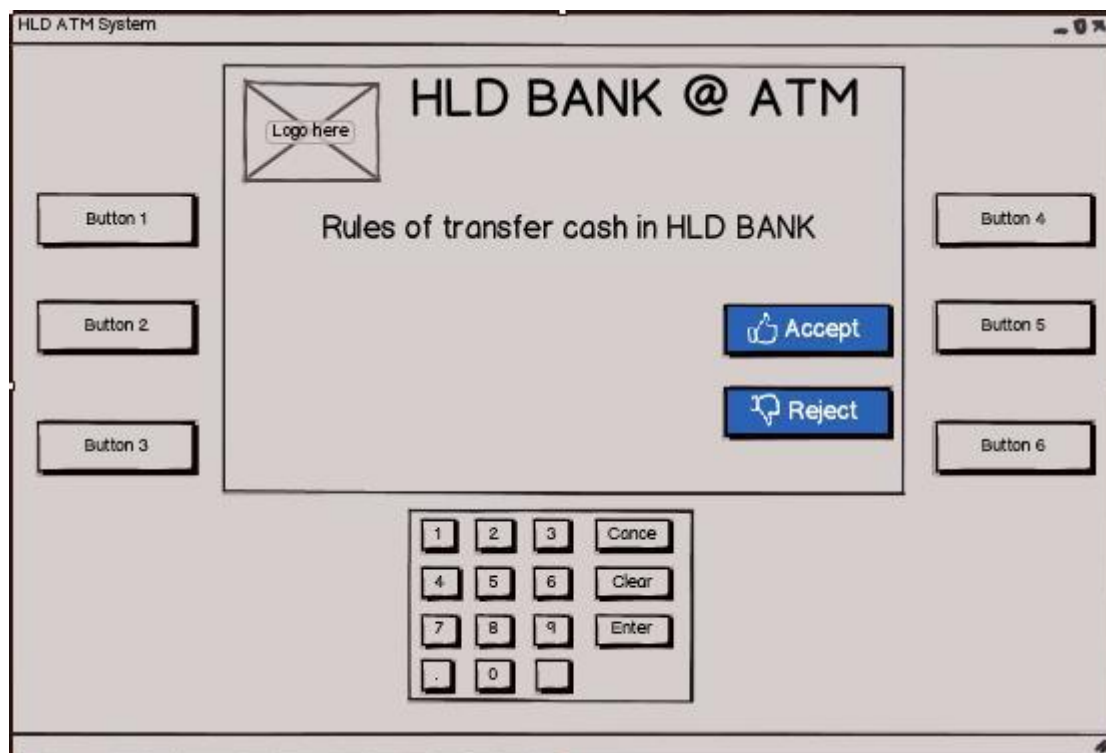 HLD ATM System
HLD BANK @ ATM
Logo here
Rules of transfer cash in HLD BANK
Button 1
Button 4
Button 2
Accept
Button 5
Reject
Button 3
Button 6
1 2 3 Cance
4 5 6 Clear
7 8 9 Enter
. 0